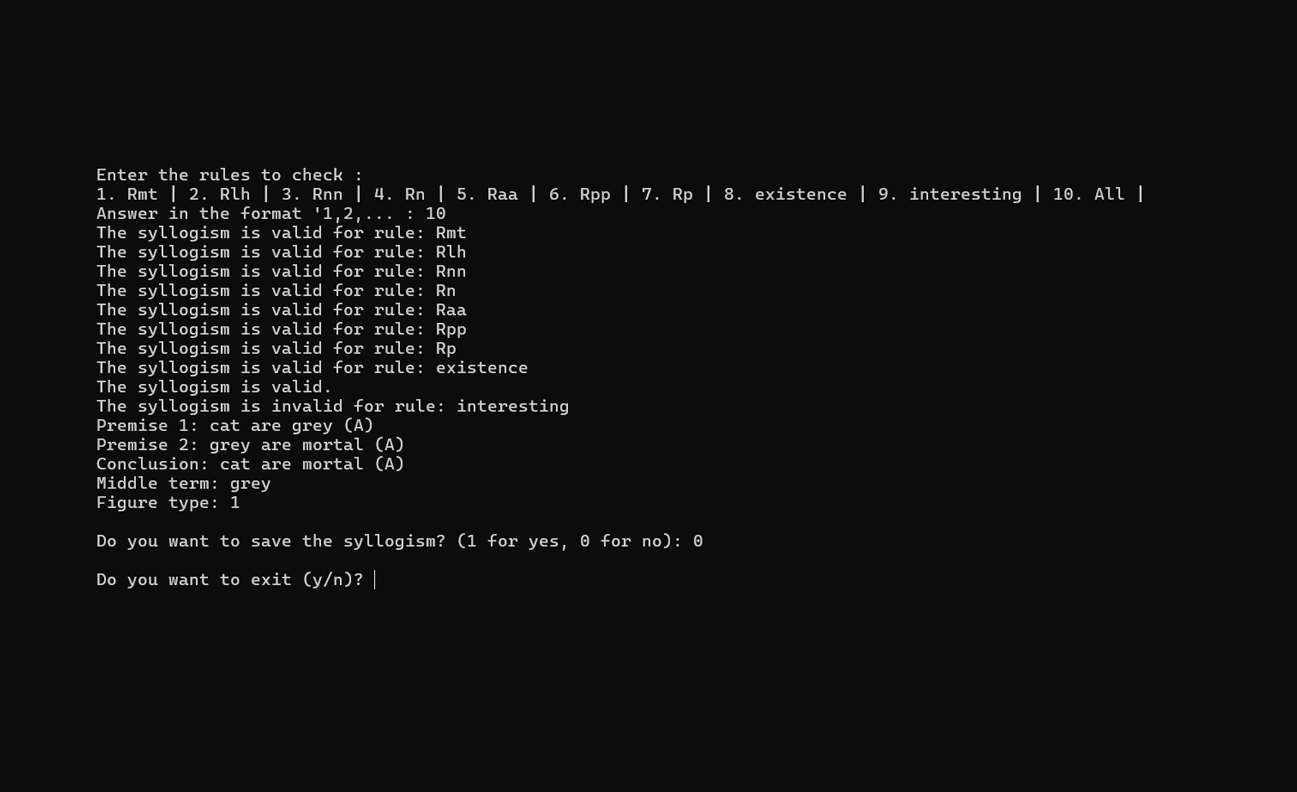 Enter the rules to check :
1. Rmt | 2. Rlh | 3. Rnn | 4. Rn | 5. Raa | 6. Rpp | 7. Rp | 8. existence | 9. interesting | 10. All |
Answer in the format '1,2,... : 10
The syllogism is valid for rule: Rmt
The syllogism is valid for rule: Rlh
The syllogism is valid for rule: Rnn
The syllogism is valid for rule: Rn
The syllogism is valid for rule: Raa
The syllogism is valid for rule: Rpp
The syllogism is valid for rule: Rp
The syllogism is valid for rule: existence
The syllogism is valid.
The syllogism is invalid for rule: interesting
Premise 1: cat are grey (A)
Premise 2: grey are mortal (A)
Conclusion: cat are mortal (A)
Middle term: grey
Figure type: 1
Do you want to save the syllogism? (1 for yes, 0 for no): 0
Do you want to exit (y/n)?